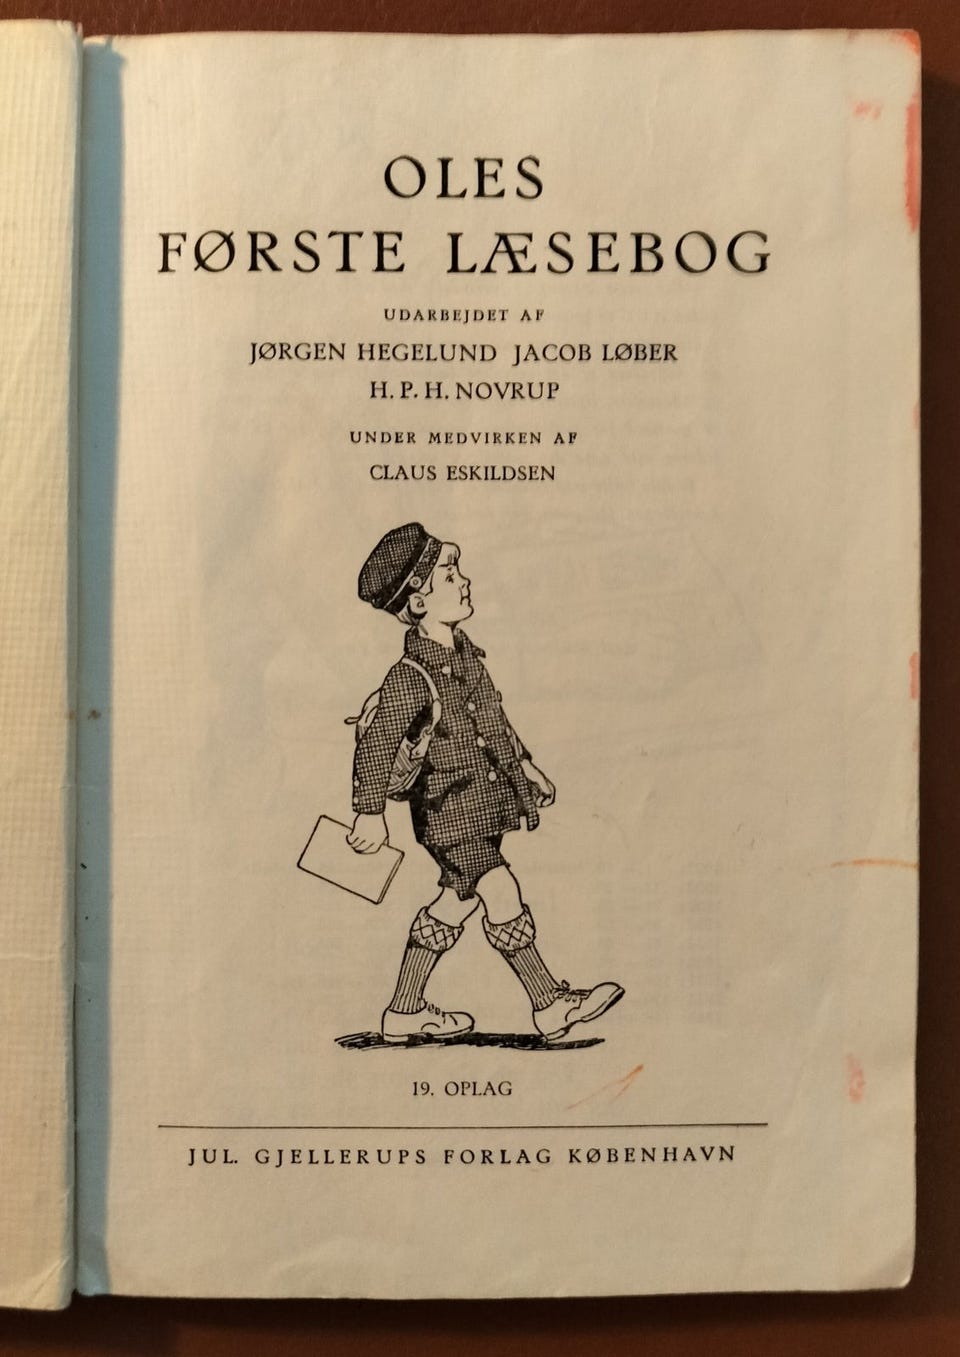 OLES
FØRSTE LÆSEBOG
UDARBEJDET AF
JØRGEN HEGELUND JACOB LØBER
H. P. H. NOVRUP
UNDER MEDVIRKEN AF
CLAUS ESKILDSEN
19. OPLAG
JUL. GJELLERUPS FORLAG KØBENHAVN